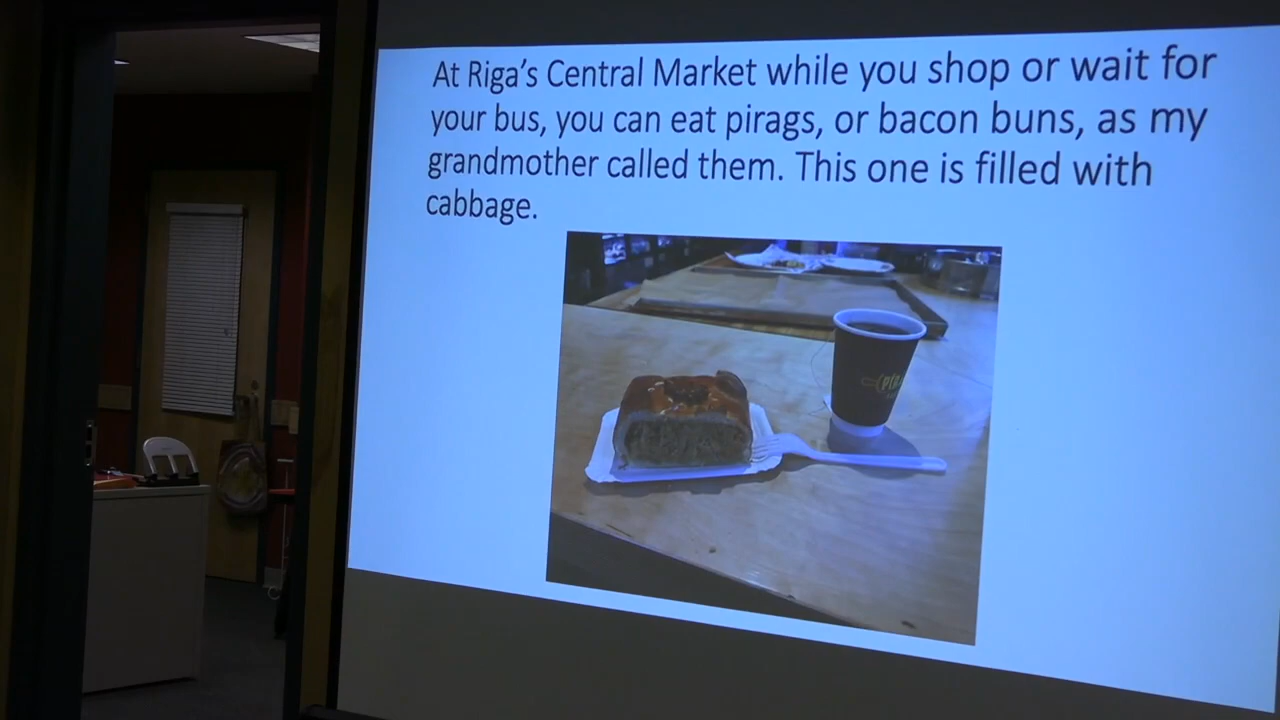 At Riga's Central Market while you shop or wait for
your bus, you can eat pirags, or bacon buns, as my
grandmother called them. This one is filled with
cabbage.